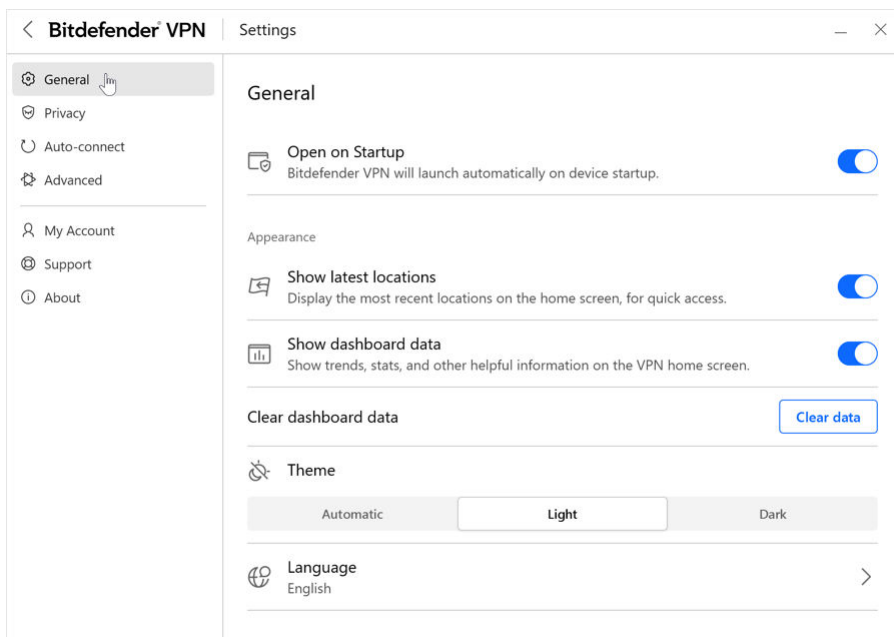 Bitdefender® VPN
Settings
General
Privacy
Auto-connect
Advanced
My Account
Support
About
General
Open on Startup
Bitdefender VPN will launch automatically on device startup.
Appearance
Show latest locations
Display the most recent locations on the home screen, for quick access.
Show dashboard data
Show trends, stats, and other helpful information on the VPN home screen.
Clear dashboard data
Clear data
Theme
Automatic
Light
Dark
Language
English